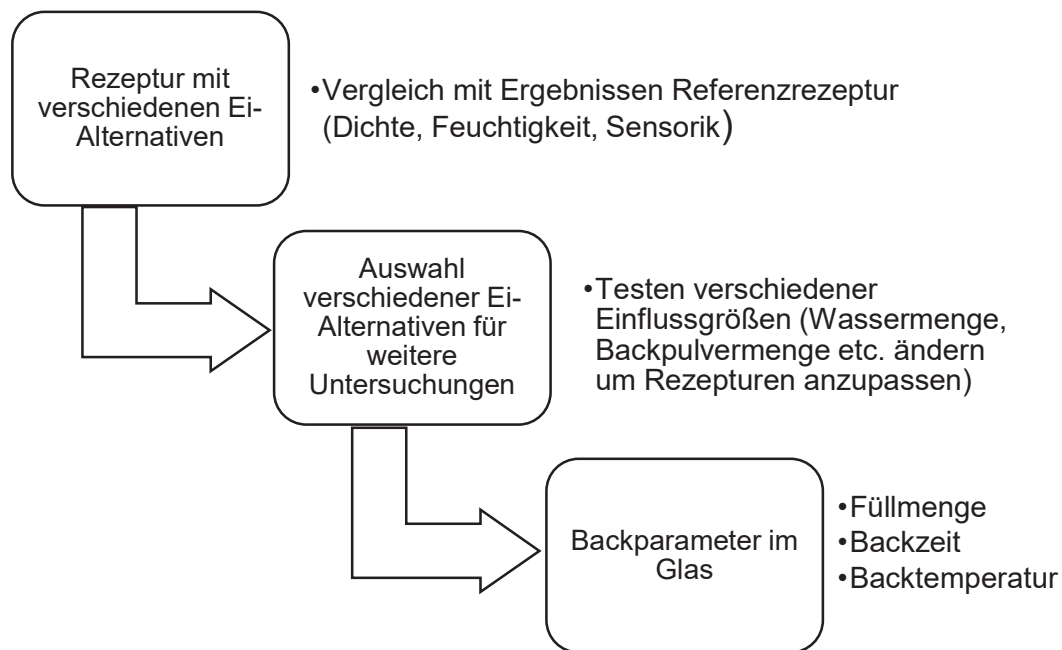 Rezeptur mit
verschiedenen Ei-
Alternativen
•Vergleich mit Ergebnissen Referenzrezeptur
(Dichte, Feuchtigkeit, Sensorik)
Auswahl
verschiedener Ei-
Alternativen für
weitere
Untersuchungen
•Testen verschiedener
Einflussgrößen (Wassermenge,
Backpulvermenge etc. ändern
um Rezepturen anzupassen)
Backparameter im
Glas
•Füllmenge
•Backzeit
•Backtemperatur